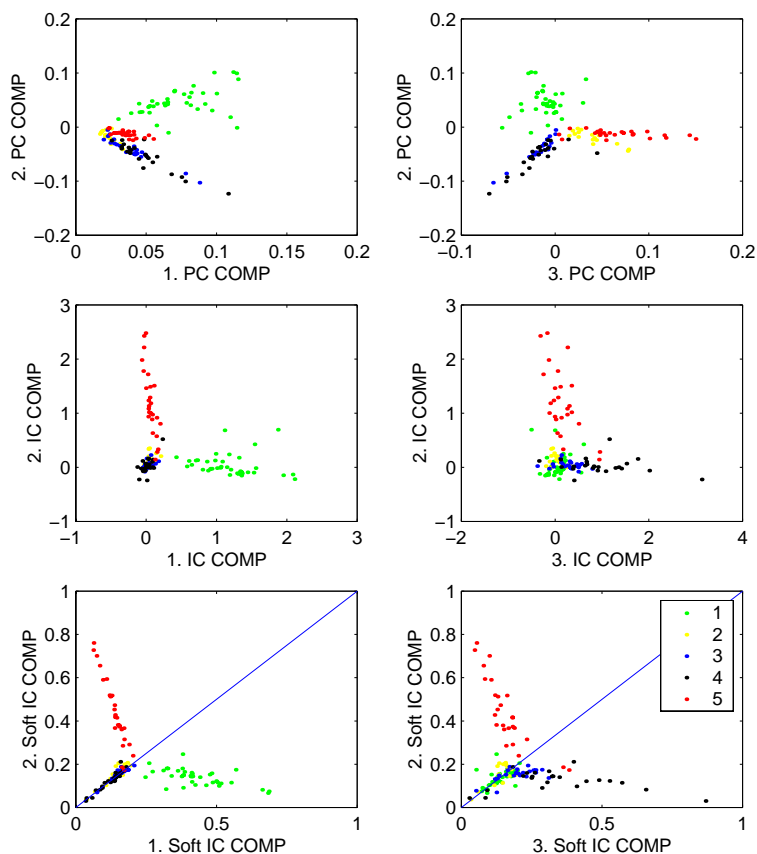 0.2
0.1
0
−0.1
−0.2
2. PC COMP
0 0.05 0.1 0.15 0.2
1. PC COMP
0.2
0.1
0
−0.1
−0.2
2. PC COMP
−0.1 0 0.1 0.2
3. PC COMP
3
2
1
0
−1
2. IC COMP
−1 0 1 2 3
1. IC COMP
3
2
1
0
−1
2. IC COMP
−2 0 2 4
3. IC COMP
1
0.8
0.6
0.4
0.2
0
2. Soft IC COMP
0 0.5 1
1. Soft IC COMP
1
0.8
0.6
0.4
0.2
0
2. Soft IC COMP
0 0.5 1
3. Soft IC COMP
1
2
3
4
5